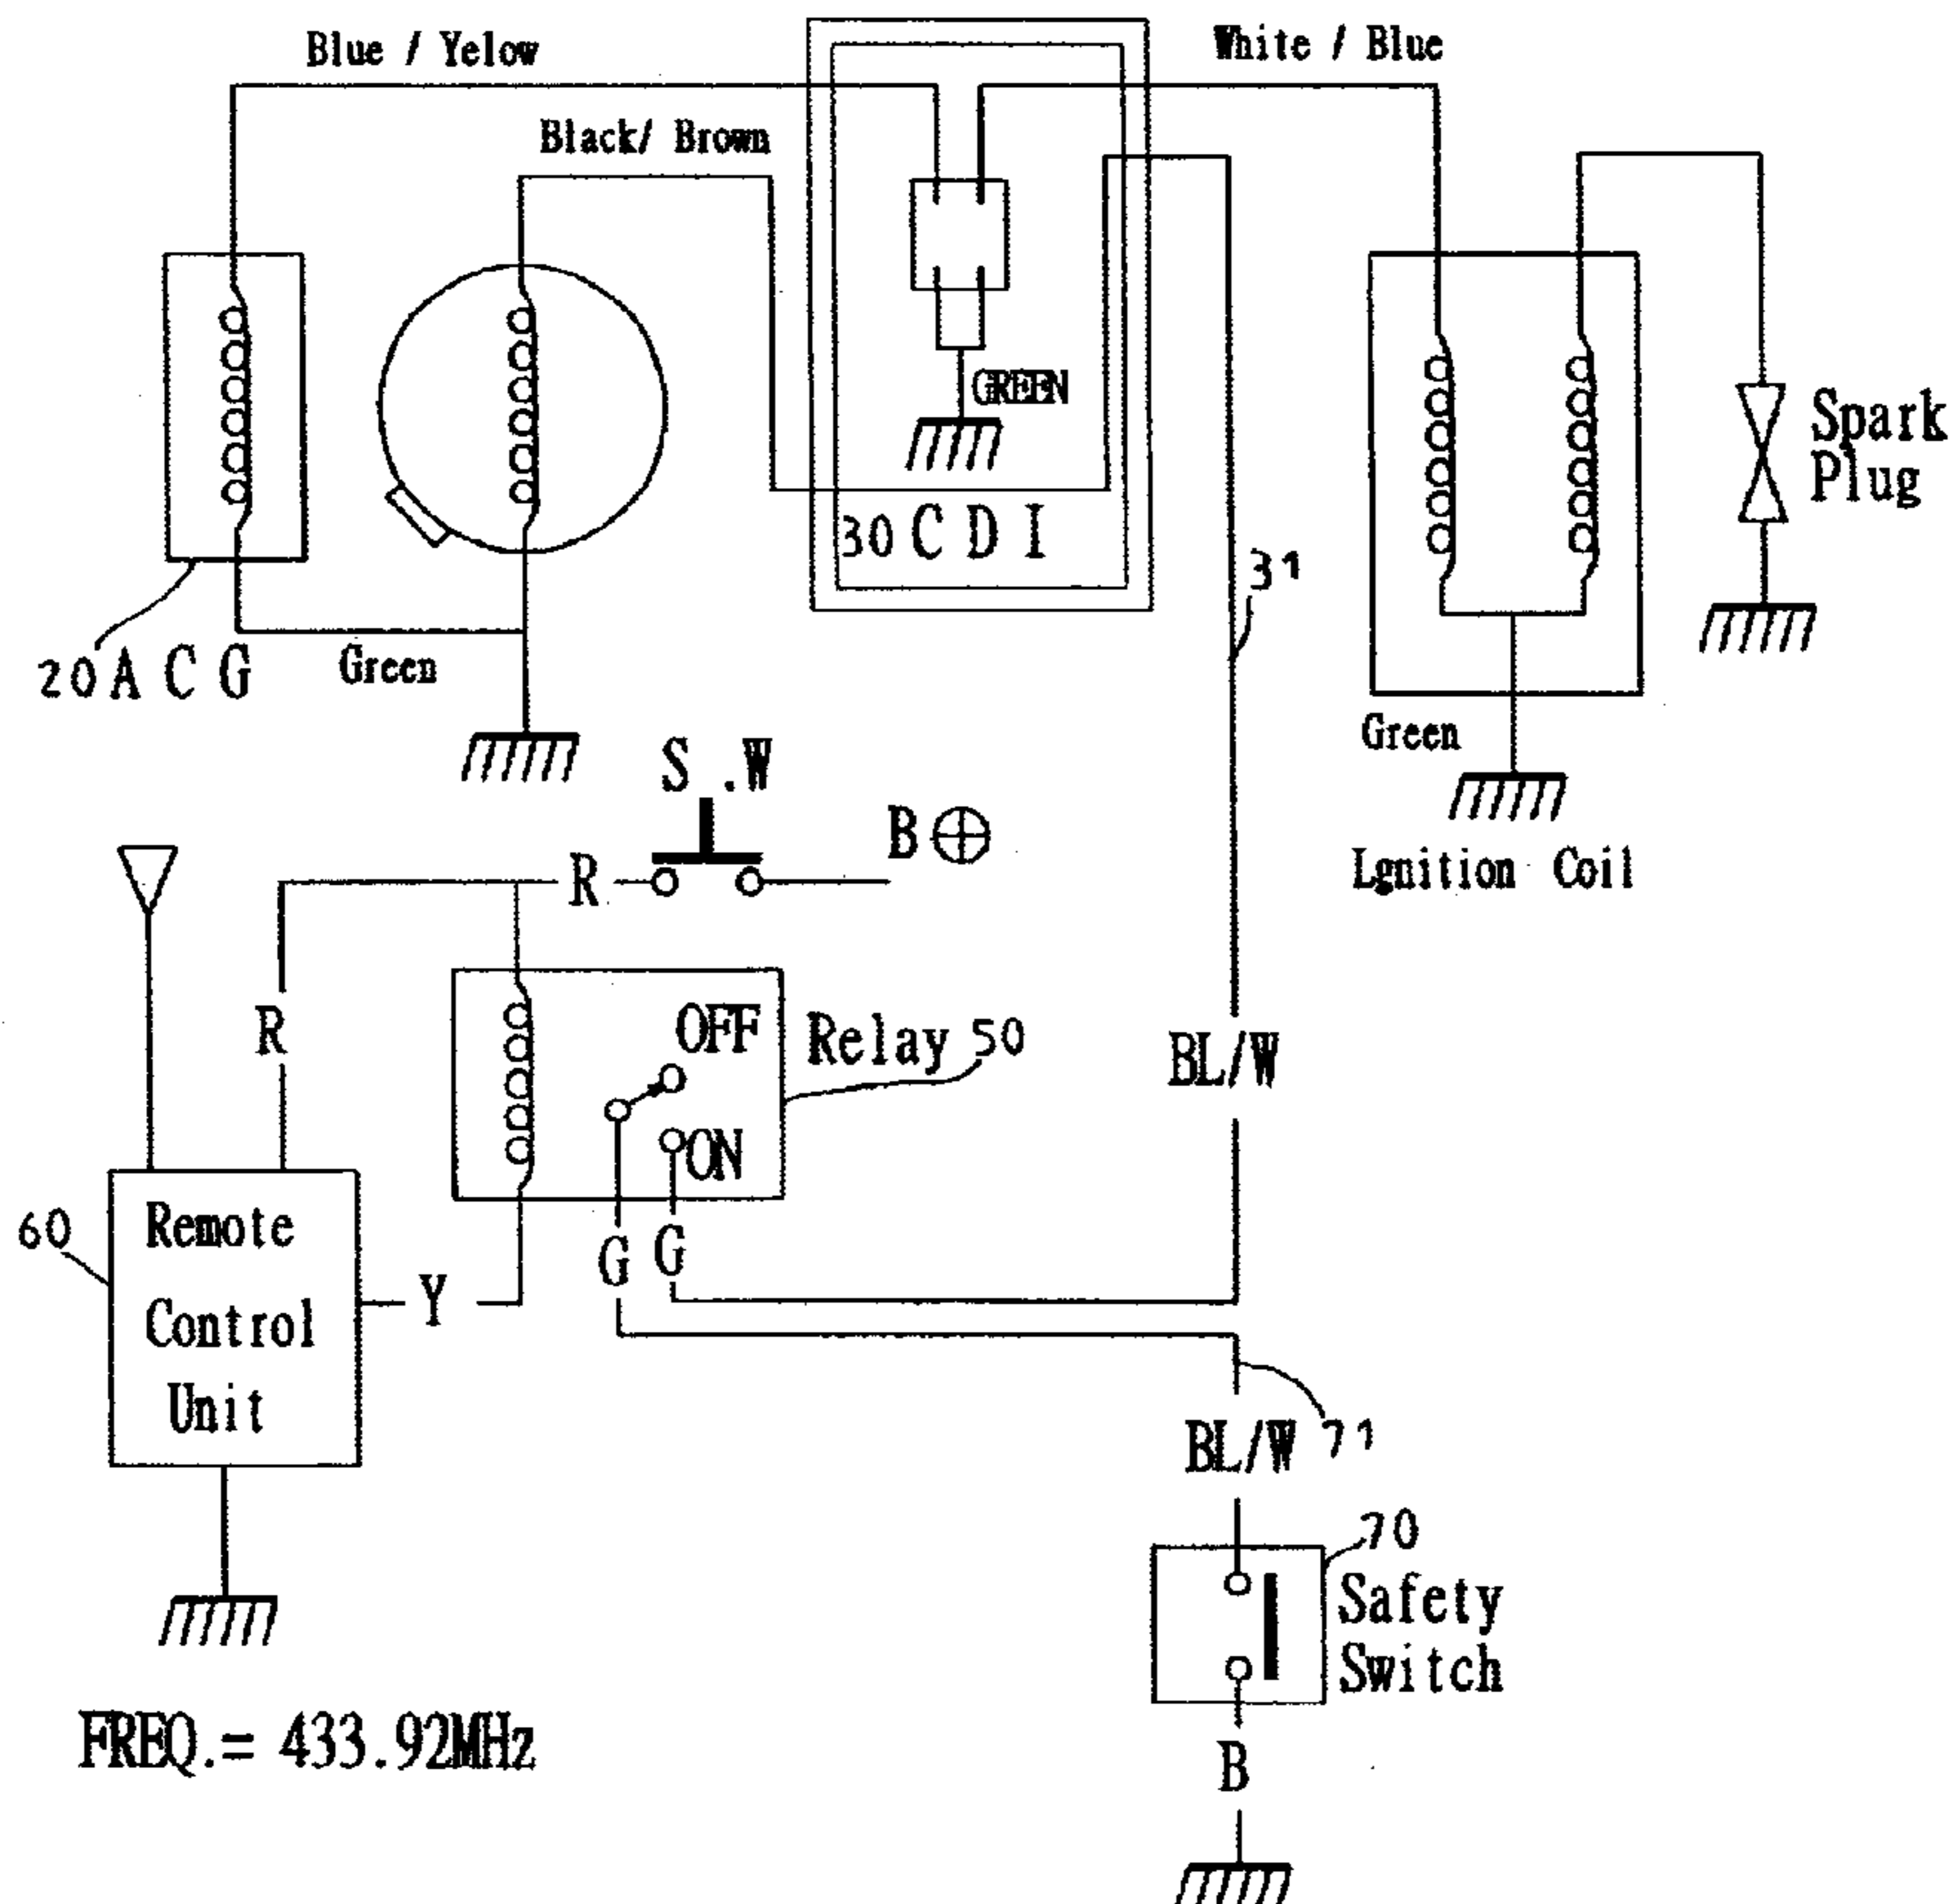 Blue / Yelow
White / Blue
Black/ Brown
GREEN
Spark
Plug
30 C D I
31
20 A C G
Green
Green
S .W
B
R
Lgnition Coil
R
OFF
Relay 50
BL/W
ON
60
Remote
Control
Unit
G
G
Y
BL/W
71
70
Safety
Switch
FREQ.= 433.92MHz
B